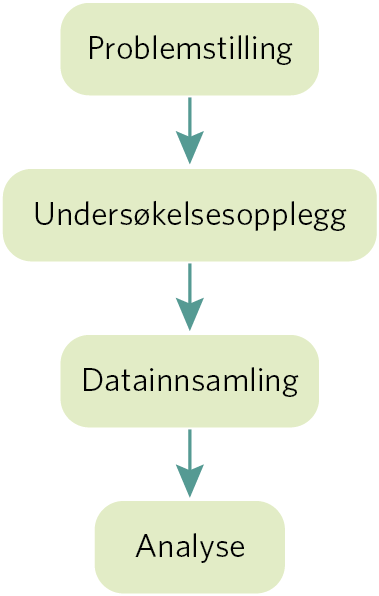 Problemstilling
Undersøkelsesopplegg
Datainnsamling
Analyse